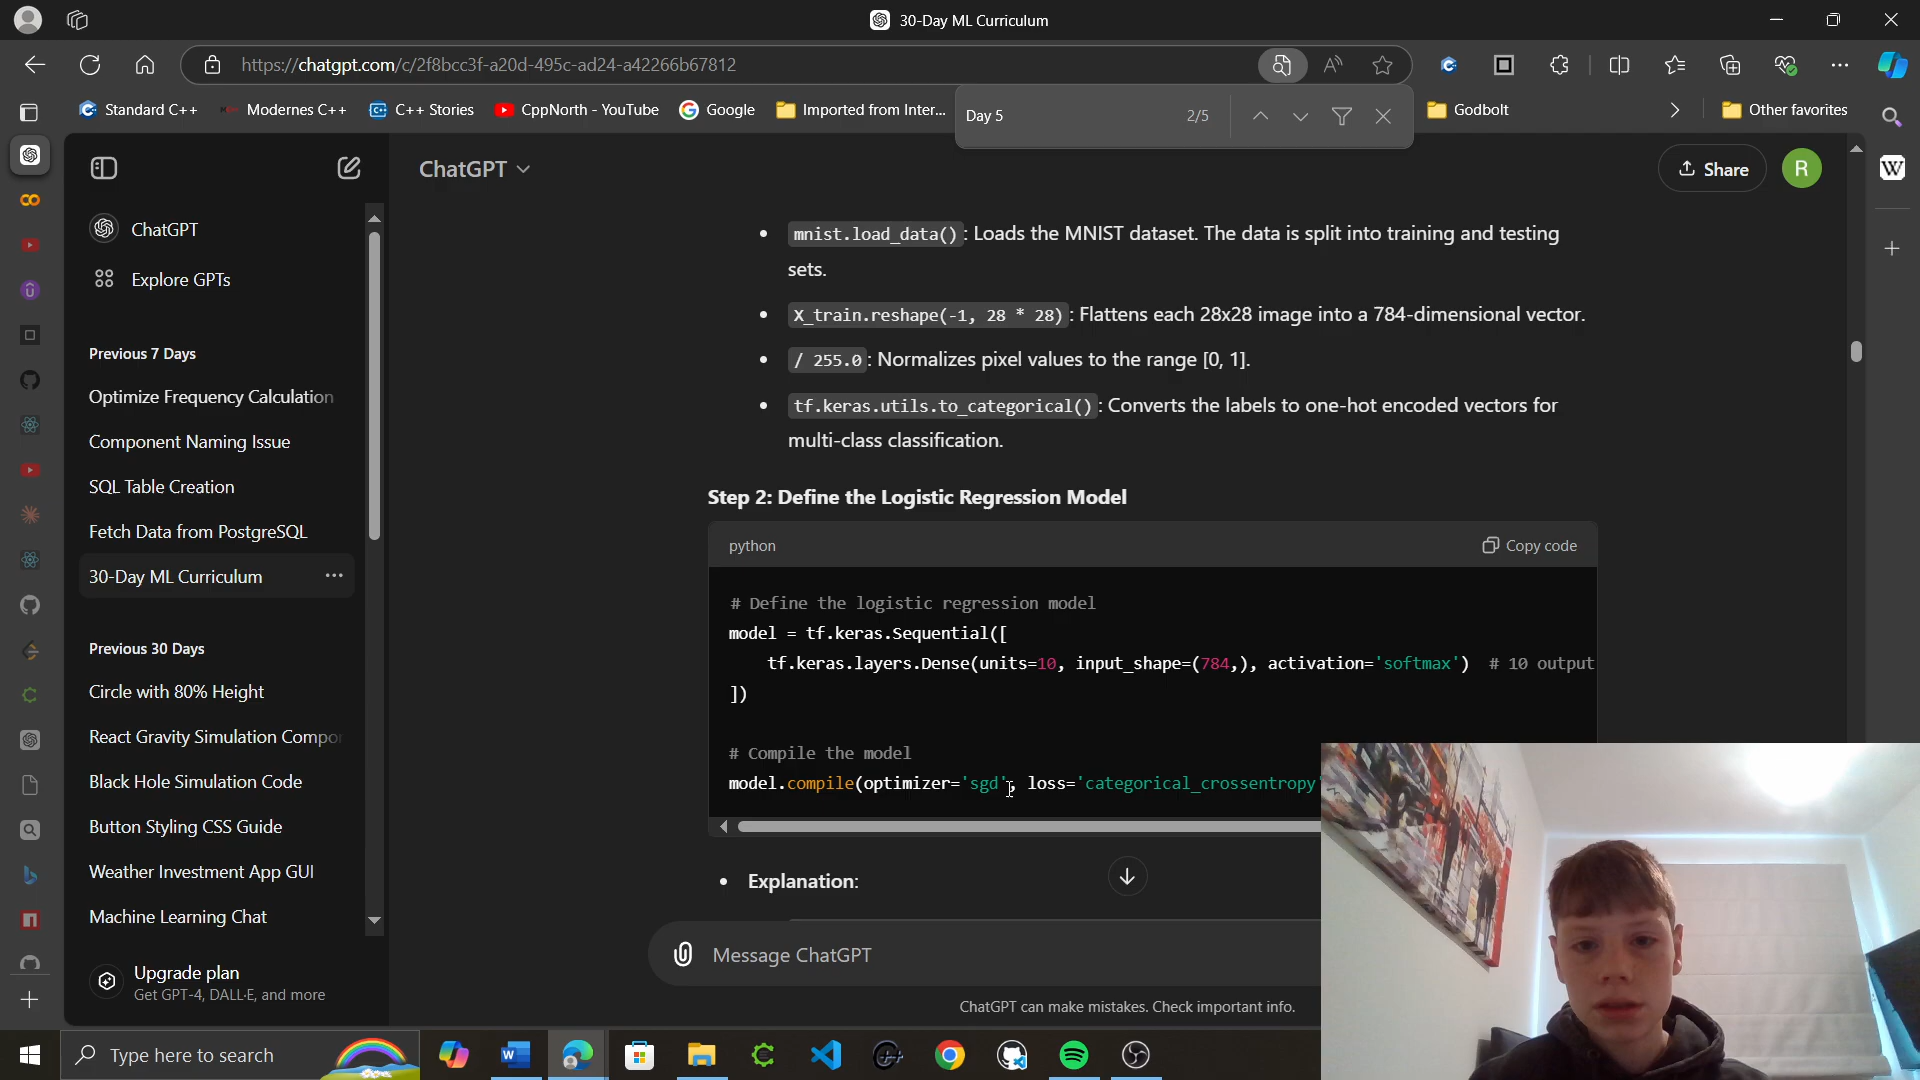 30-Day ML Curriculum
https://chatgpt.com/c/2f8bcc3f-a20d-495c-ad24-a42266b67812
Standard C++
Modernes C++
C++ Stories
CppNorth - YouTube
Google
Imported from Inter...
Day 5
2/5
Godbolt
Other favorites
ChatGPT
Share
R
W
ChatGPT
Explore GPTs
Previous 7 Days
Optimize Frequency Calculation
Component Naming Issue
SQL Table Creation
Fetch Data from PostgreSQL
30-Day ML Curriculum
Previous 30 Days
Circle with 80% Height
React Gravity Simulation Compo
Black Hole Simulation Code
Button Styling CSS Guide
Weather Investment App GUI
Machine Learning Chat
Upgrade plan
Get GPT-4, DALL·E, and more
mnist.load_data(): Loads the MNIST dataset. The data is split into training and testing
sets.
X_train.reshape(-1, 28 * 28): Flattens each 28x28 image into a 784-dimensional vector.
/ 255.0: Normalizes pixel values to the range [0, 1].
tf.keras.utils.to_categorical(): Converts the labels to one-hot encoded vectors for
multi-class classification.
Step 2: Define the Logistic Regression Model
python
Copy code
# Define the logistic regression model
model = tf.keras.Sequential([
tf.keras.layers.Dense(units=10, input_shape=(784,), activation='softmax') # 10 output
])
# Compile the model
model.compile(optimizer='sgd', loss='categorical_crossentropy'
Explanation:
Message ChatGPT
ChatGPT can make mistakes. Check important info.
Type here to search